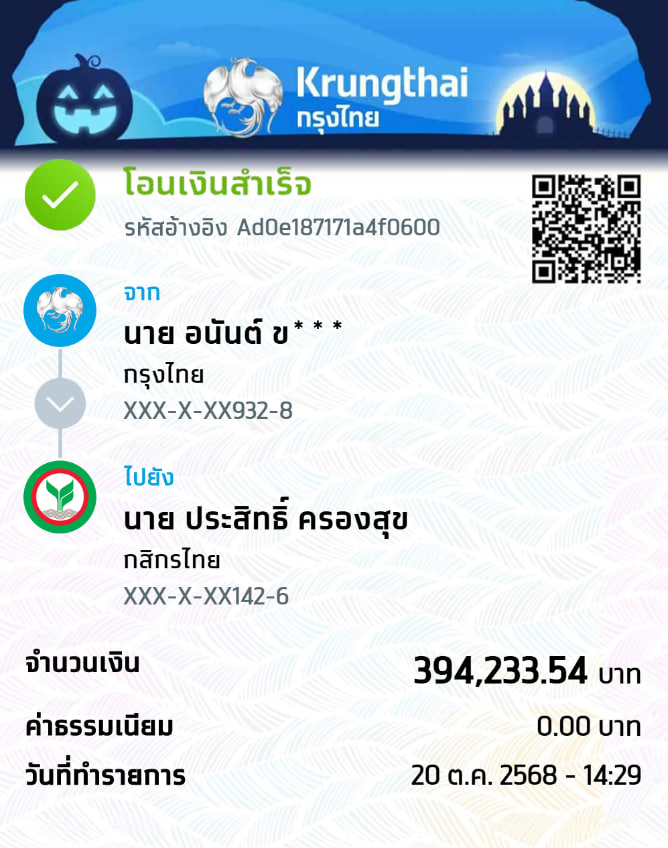 Krungthai
กรุงไทย
โอนเงินสำเร็จ
รหัสอ้างอิง Ad0e187171a4f0600
จาก
นาย อนันต์ ข***
กรุงไทย
XXX-X-XX932-8
ไปยัง
นาย ประสิทธิ์ ครองสุข
กสิกรไทย
XXX-X-XX142-6
จำนวนเงิน 394,233.54 บาท
ค่าธรรมเนียม 0.00 บาท
วันที่ทำรายการ 20 ต.ค. 2568 - 14:29